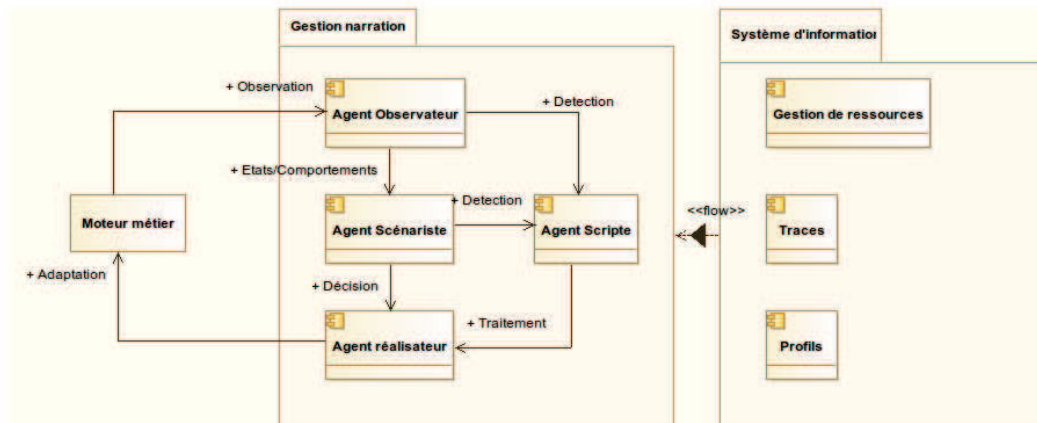 Gestion narration
Système d'information
+ Observation
Agent Observateur
+ Detection
Gestion de ressources
+ Etats/Comportements
+ Detection
<<flow>>
Moteur métier
Agent Scénariste
Agent Scripte
Traces
+ Adaptation
+ Décision
+ Traitement
Agent réalisateur
Profils